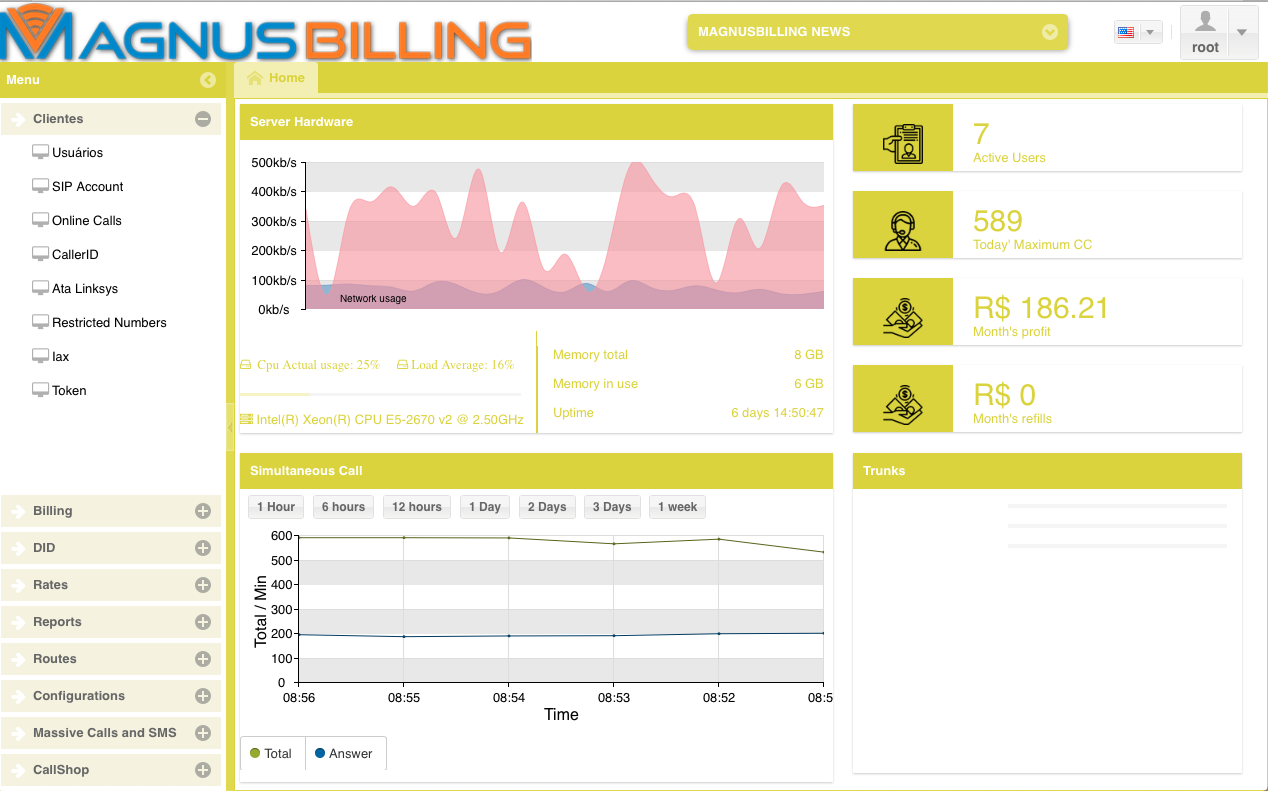 MAGNUSBILLING
MAGNUSBILLING NEWS
root
Menu
Home
Clientes
Usuários
SIP Account
Online Calls
CallerID
Ata Linksys
Restricted Numbers
Iax
Token
Billing
DID
Rates
Reports
Routes
Configurations
Massive Calls and SMS
CallShop
Server Hardware
500kb/s
400kb/s
300kb/s
200kb/s
100kb/s
0kb/s
Network usage
Cpu Actual usage: 25%
Load Average: 16%
Intel(R) Xeon(R) CPU E5-2670 v2 @ 2.50GHz
Memory total 8 GB
Memory in use 6 GB
Uptime 6 days 14:50:47
7
Active Users
589
Today' Maximum CC
R$ 186.21
Month's profit
R$ 0
Month's refills
Simultaneous Call
1 Hour 6 hours 12 hours 1 Day 2 Days 3 Days 1 week
Total / Min
600
500
400
300
200
100
0
08:56 08:55 08:54 08:53 08:52 08:5
Time
Total Answer
Trunks